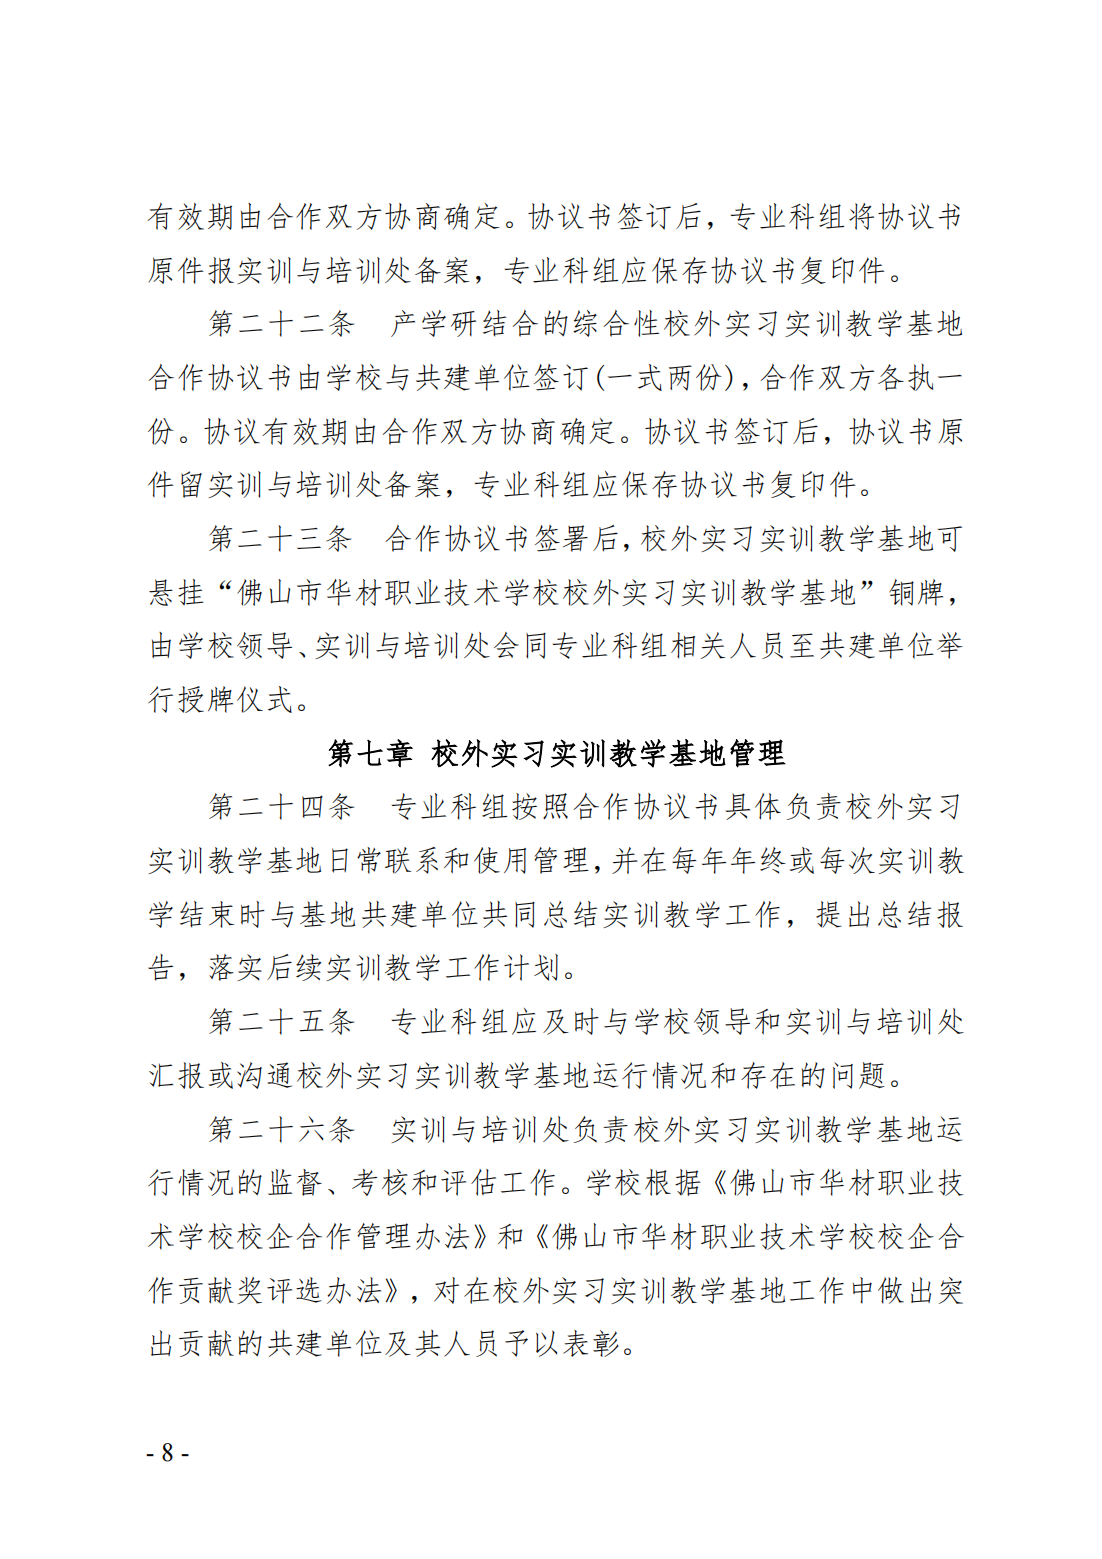 有效期由合作双方协商确定。协议书签订后，专业科组将协议书
原件报实训与培训处备案，专业科组应保存协议书复印件。
第二十二条　产学研结合的综合性校外实习实训教学基地
合作协议书由学校与共建单位签订(一式两份)，合作双方各执一
份。协议有效期由合作双方协商确定。协议书签订后，协议书原
件留实训与培训处备案，专业科组应保存协议书复印件。
第二十三条　合作协议书签署后，校外实习实训教学基地可
悬挂“佛山市华材职业技术学校校外实习实训教学基地”铜牌，
由学校领导、实训与培训处会同专业科组相关人员至共建单位举
行授牌仪式。
第七章 校外实习实训教学基地管理
第二十四条　专业科组按照合作协议书具体负责校外实习
实训教学基地日常联系和使用管理，并在每年年终或每次实训教
学结束时与基地共建单位共同总结实训教学工作，提出总结报
告，落实后续实训教学工作计划。
第二十五条　专业科组应及时与学校领导和实训与培训处
汇报或沟通校外实习实训教学基地运行情况和存在的问题。
第二十六条　实训与培训处负责校外实习实训教学基地运
行情况的监督、考核和评估工作。学校根据《佛山市华材职业技
术学校校企合作管理办法》和《佛山市华材职业技术学校校企合
作贡献奖评选办法》，对在校外实习实训教学基地工作中做出突
出贡献的共建单位及其人员予以表彰。
- 8 -